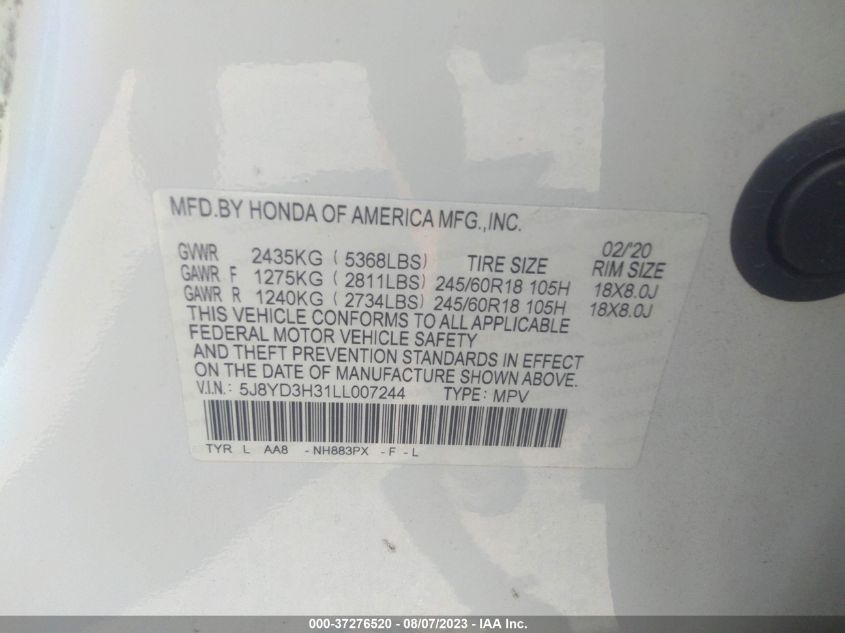 MFD.BY HONDA OF AMERICA MFG.,INC.
02/'20
GVWR 2435KG ( 5368LBS) TIRE SIZE RIM SIZE
GAWR F 1275KG ( 2811LBS) 245/60R18 105H 18X8.0J
GAWR R 1240KG ( 2734LBS) 245/60R18 105H 18X8.0J
THIS VEHICLE CONFORMS TO ALL APPLICABLE
FEDERAL MOTOR VEHICLE SAFETY
AND THEFT PREVENTION STANDARDS IN EFFECT
ON THE DATE OF MANUFACTURE SHOWN ABOVE.
V.I.N.: 5J8YD3H31LL007244 TYPE: MPV
TYR L AA8 -NH883PX -F -L
000-37276520 - 08/07/2023 - IAA Inc.